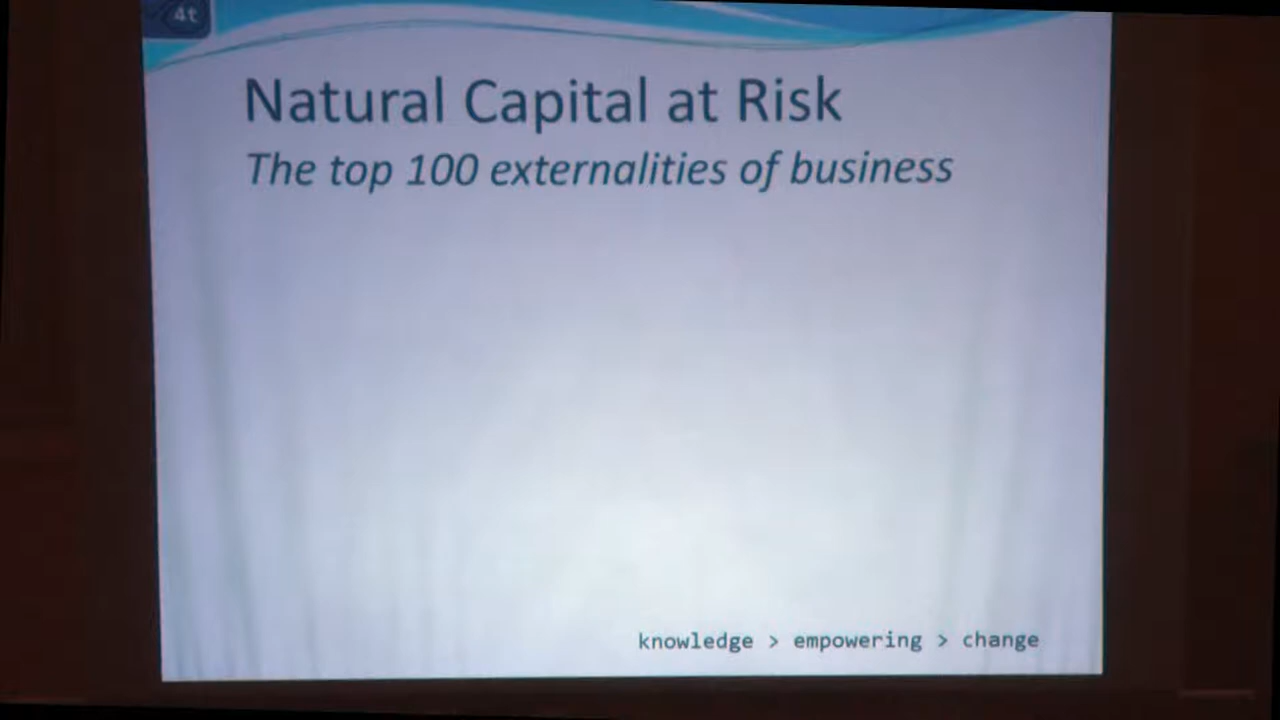 4t
Natural Capital at Risk
The top 100 externalities of business
knowledge > empowering > change